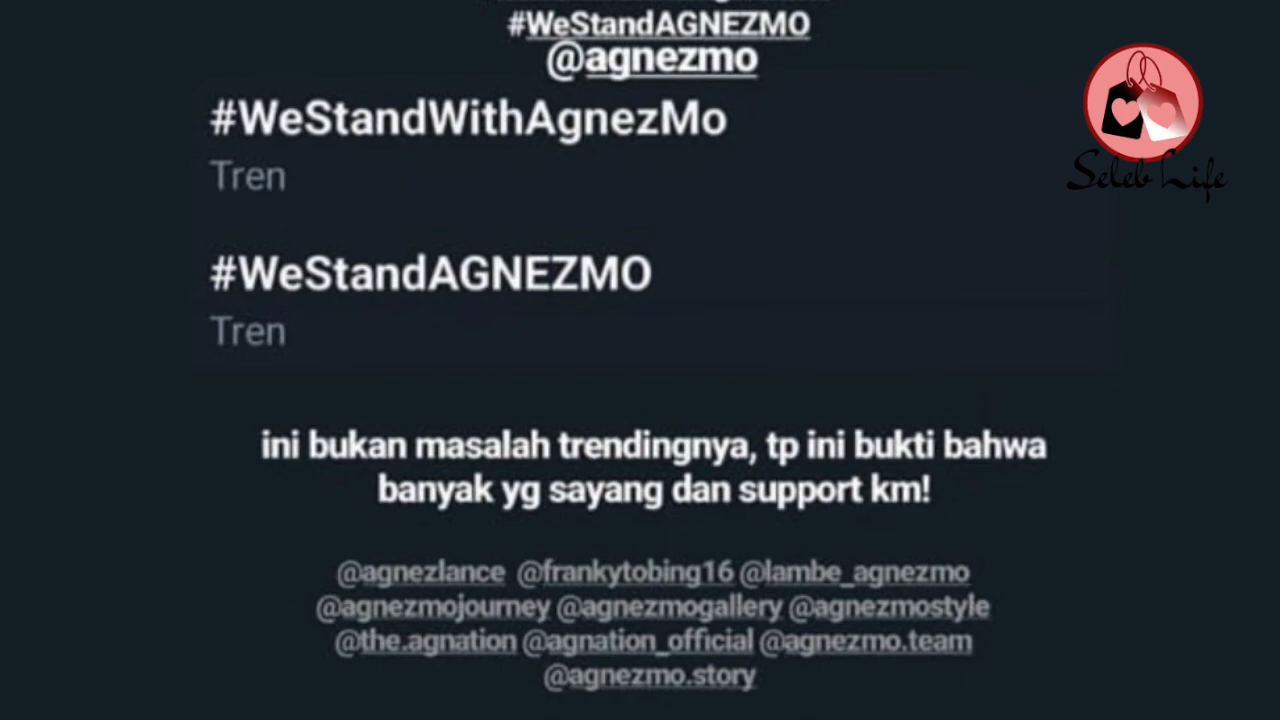 #WeStandAGNEZMO
@agnezmo
#WeStandWithAgnezMo
Tren
#WeStandAGNEZMO
Tren
ini bukan masalah trendingnya, tp ini bukti bahwa
banyak yg sayang dan support km!
@agnezlance @frankytobing16 @lambe_agnezmo
@agnezmojourney @agnezmogallery @agnezmostyle
@the.agnation @agnation_official @agnezmo.team
@agnezmo.story
Seleb Life